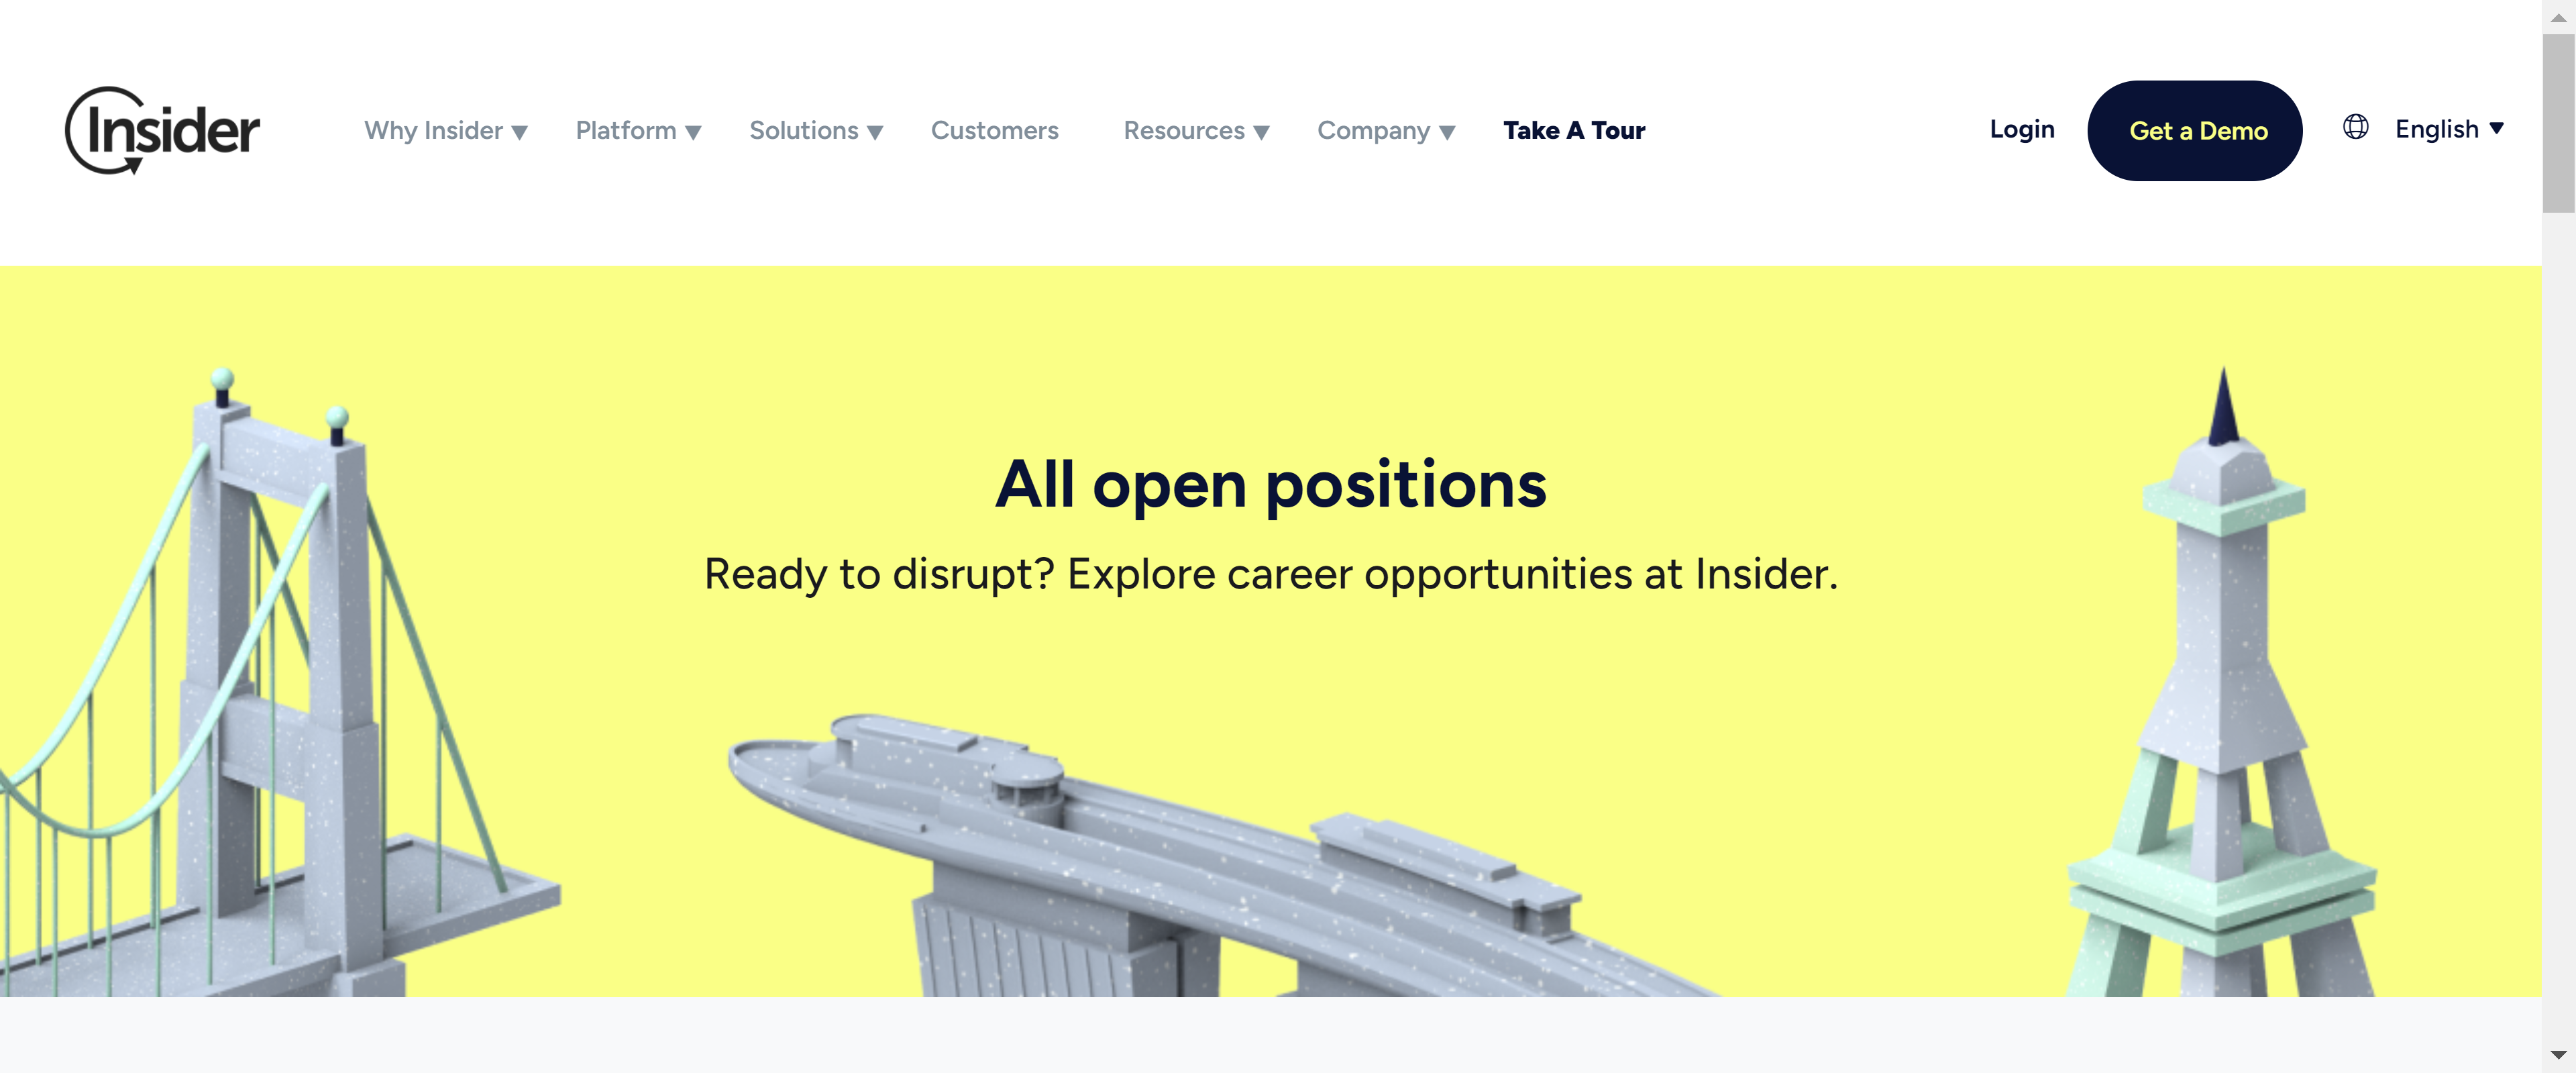 Insider
Why Insider
Platform
Solutions
Customers
Resources
Company
Take A Tour
Login
Get a Demo
English
All open positions
Ready to disrupt? Explore career opportunities at Insider.